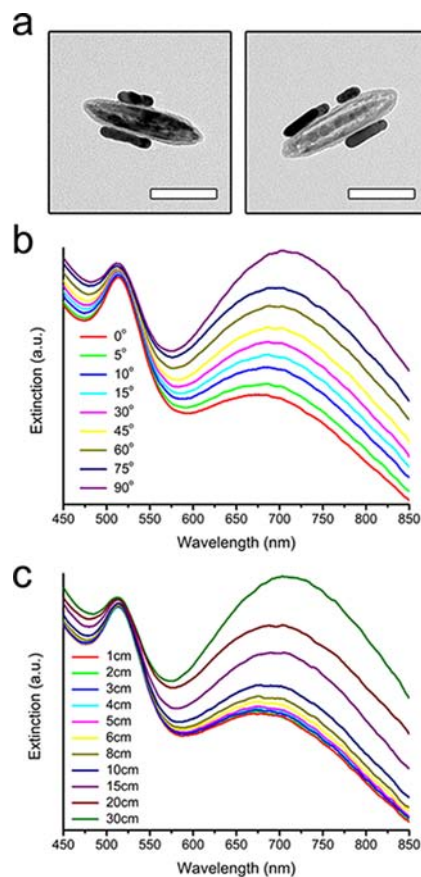 a
b
Extinction (a.u.)
0°
5°
10°
15°
30°
45°
60°
75°
90°
450 500 550 600 650 700 750 800 850
Wavelength (nm)
c
Extinction (a.u.)
1cm
2cm
3cm
4cm
5cm
6cm
8cm
10cm
15cm
20cm
30cm
450 500 550 600 650 700 750 800 850
Wavelength (nm)